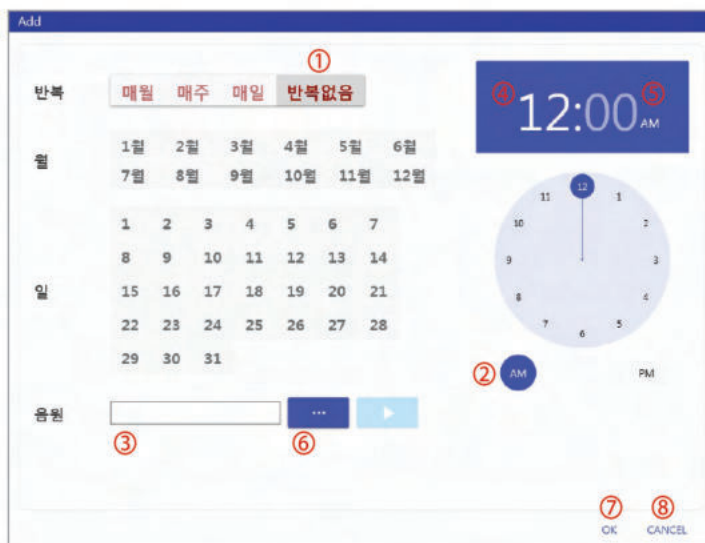 Add
①
반복 매월 매주 매일 반복없음
④ 12:00 ⑤ AM
월
1월 2월 3월 4월 5월 6월
7월 8월 9월 10월 11월 12월
일
1 2 3 4 5 6 7
8 9 10 11 12 13 14
15 16 17 18 19 20 21
22 23 24 25 26 27 28
29 30 31
12 1 2 3 4 5 6 7 8 9 10 11
② AM PM
음원 ...
③ ⑥
⑦ ⑧
OK CANCEL